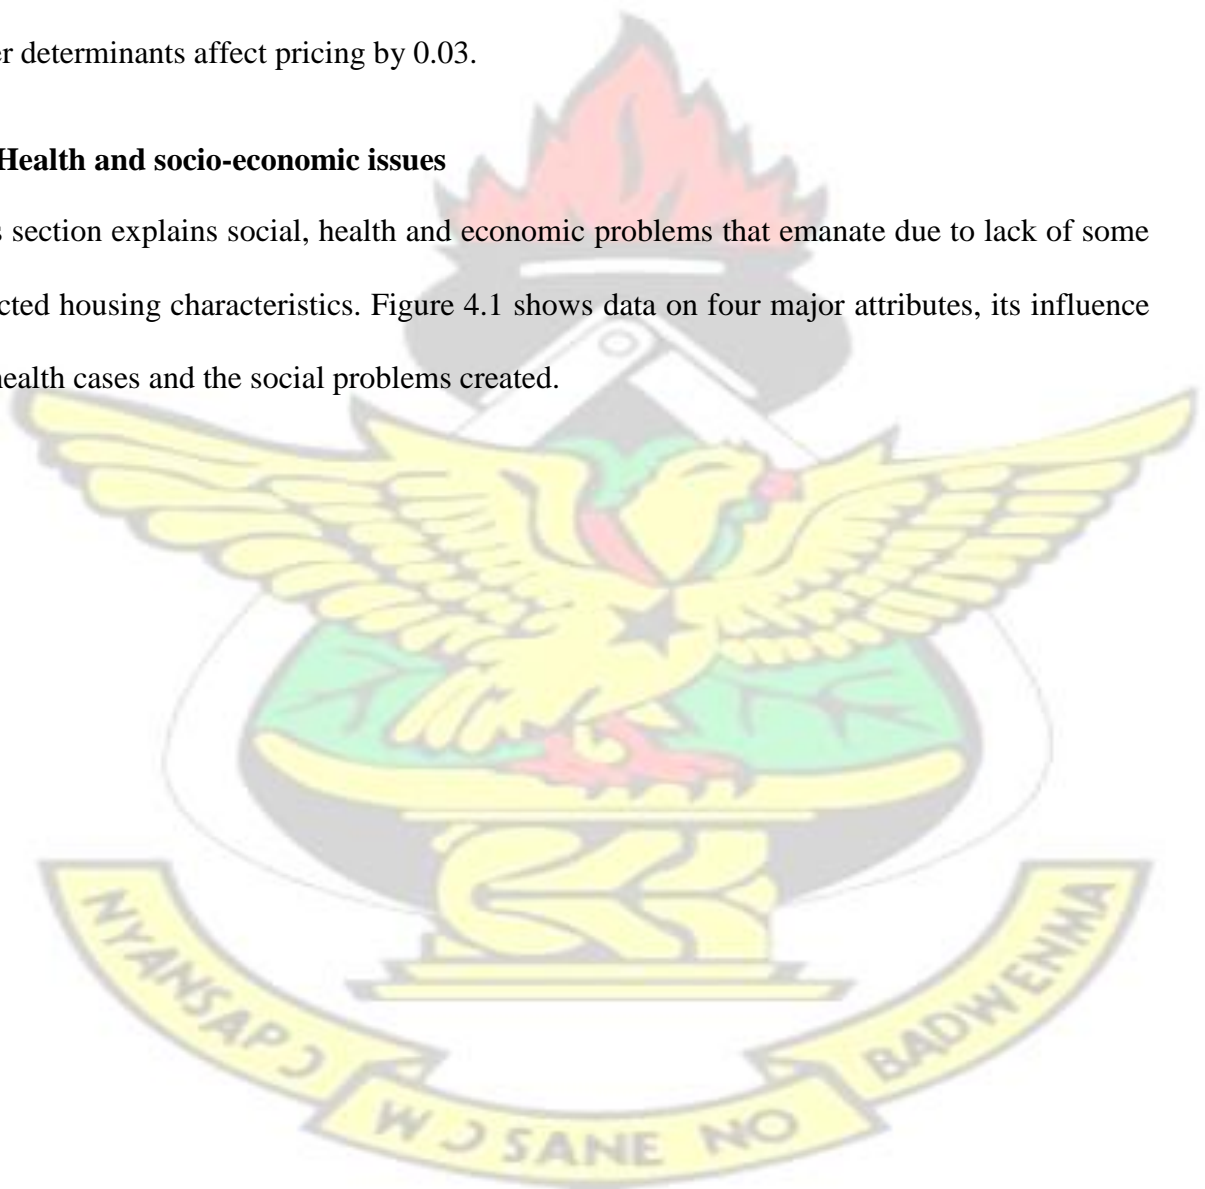 er determinants affect pricing by 0.03.
Health and socio-economic issues
s section explains social, health and economic problems that emanate due to lack of some
cted housing characteristics. Figure 4.1 shows data on four major attributes, its influence
health cases and the social problems created.
NYANSAPƆ
WƆ SANE NO
BADWENMA